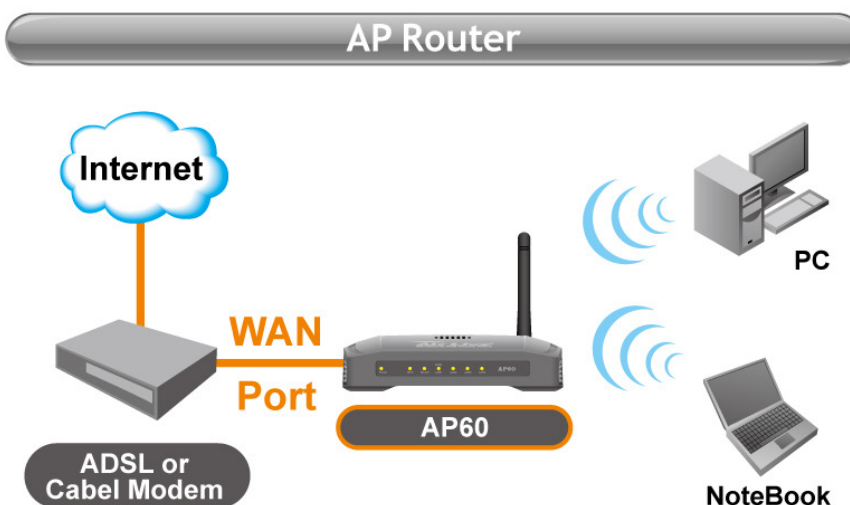 AP Router
Internet
WAN
Port
PC
AP60
AP60
ADSL or
Cabel Modem
NoteBook